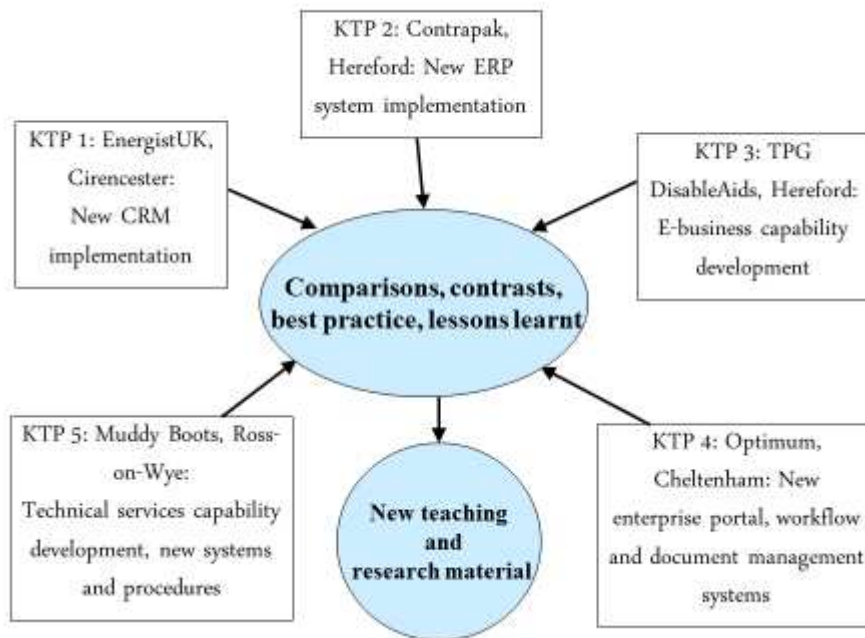 KTP 2: Contrapak,
Hereford: New ERP
system implementation
KTP 1: EnergistUK,
Cirencester:
New CRM
implementation
KTP 3: TPG
DisableAids, Hereford:
E-business capability
development
Comparisons, contrasts,
best practice, lessons learnt
KTP 5: Muddy Boots, Ross-
on-Wye:
Technical services capability
development, new systems
and procedures
KTP 4: Optimum,
Cheltenham: New
enterprise portal, workflow
and document management
systems
New teaching
and
research material